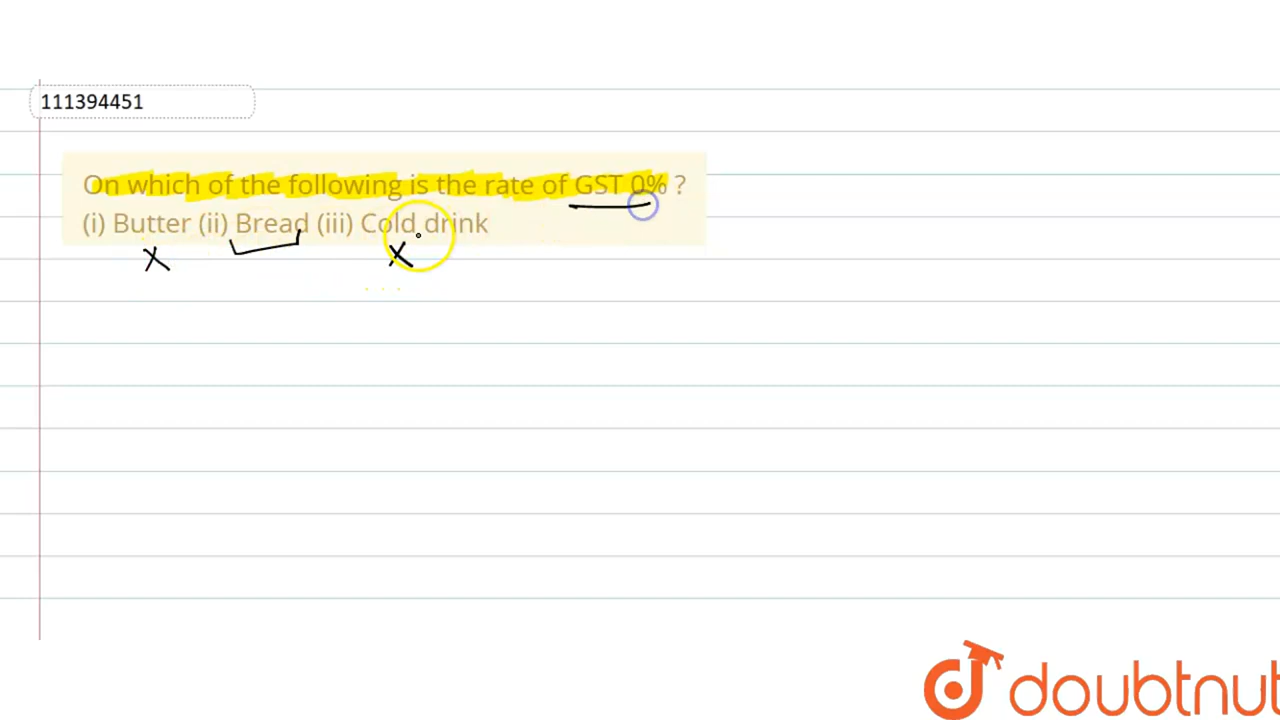 111394451
On which of the following is the rate of GST 0% ?
(i) Butter (ii) Bread (iii) Cold drink
x x
doubtnut